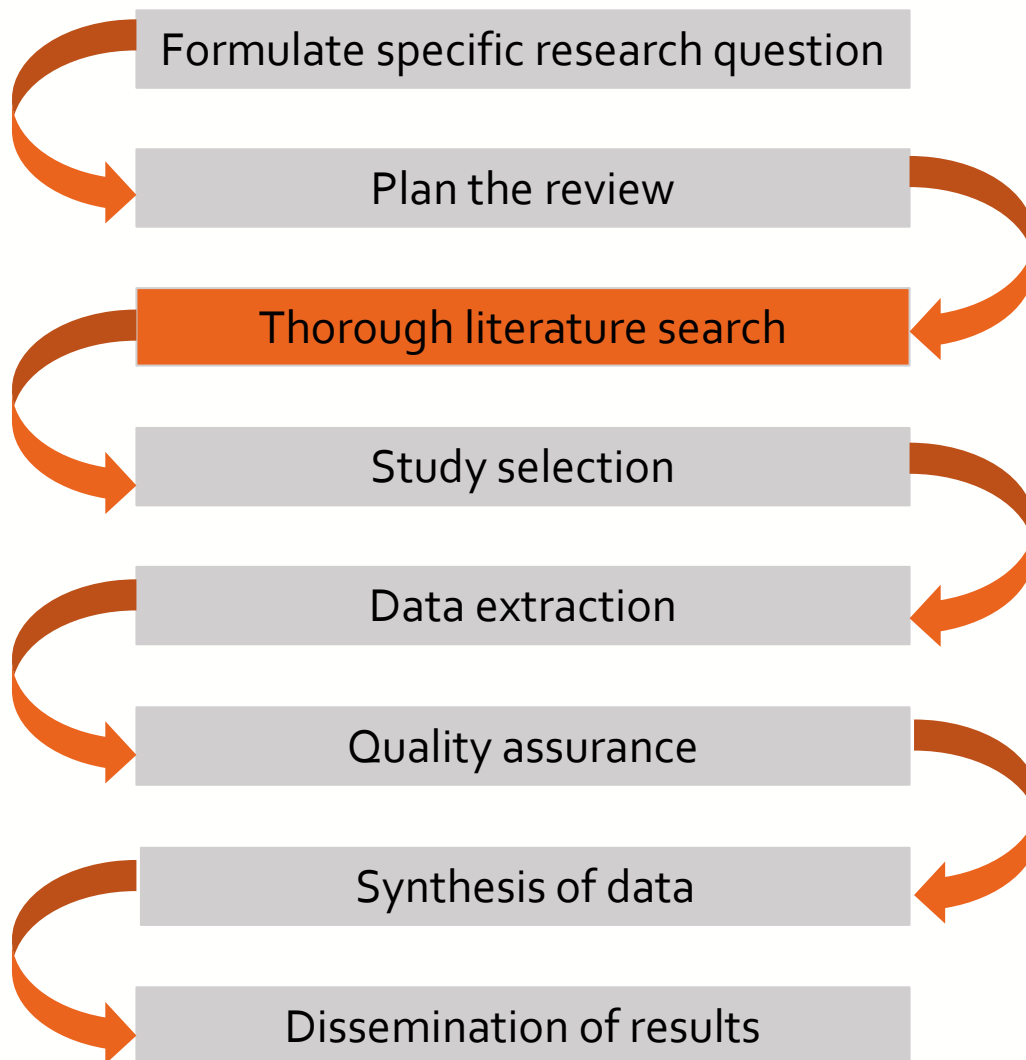 Formulate specific research question
Plan the review
Thorough literature search
Study selection
Data extraction
Quality assurance
Synthesis of data
Dissemination of results